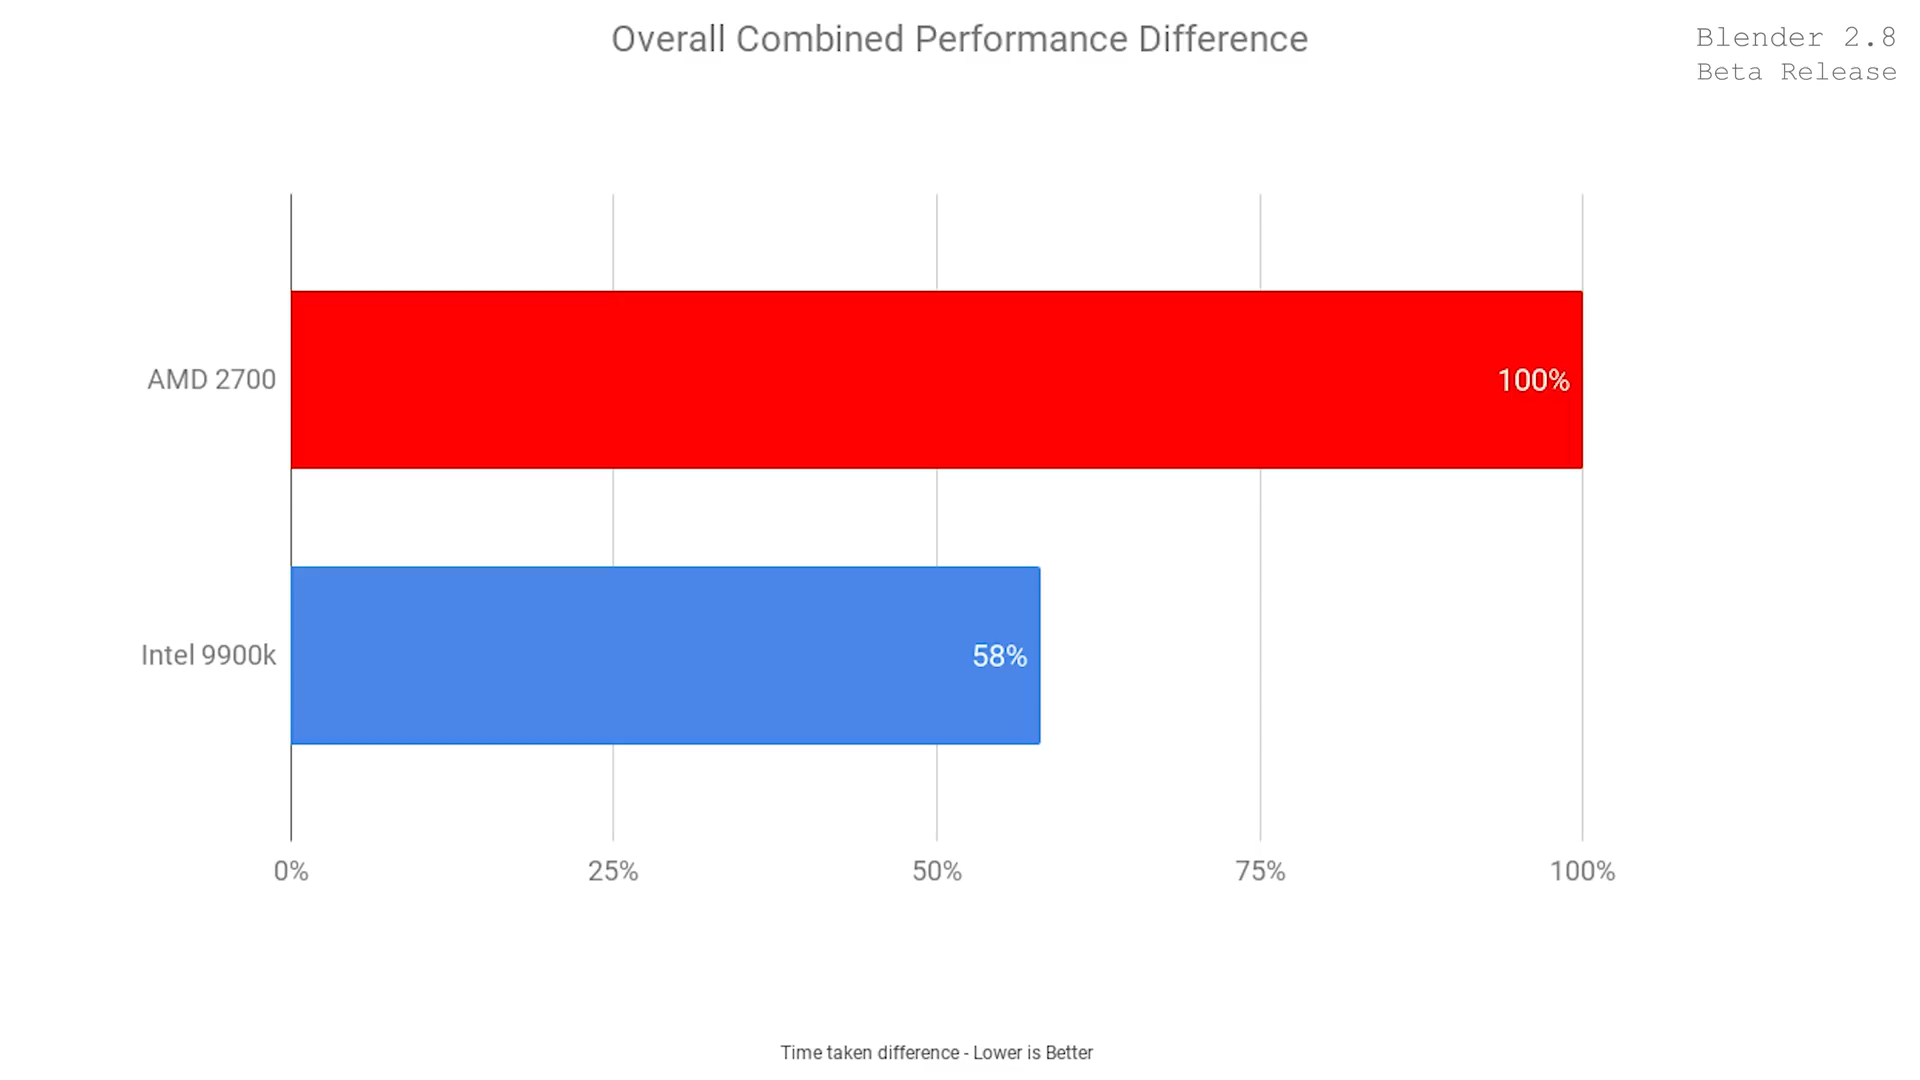 Overall Combined Performance Difference
Blender 2.8
Beta Release
AMD 2700
100%
Intel 9900k
58%
0%
25%
50%
75%
100%
Time taken difference - Lower is Better